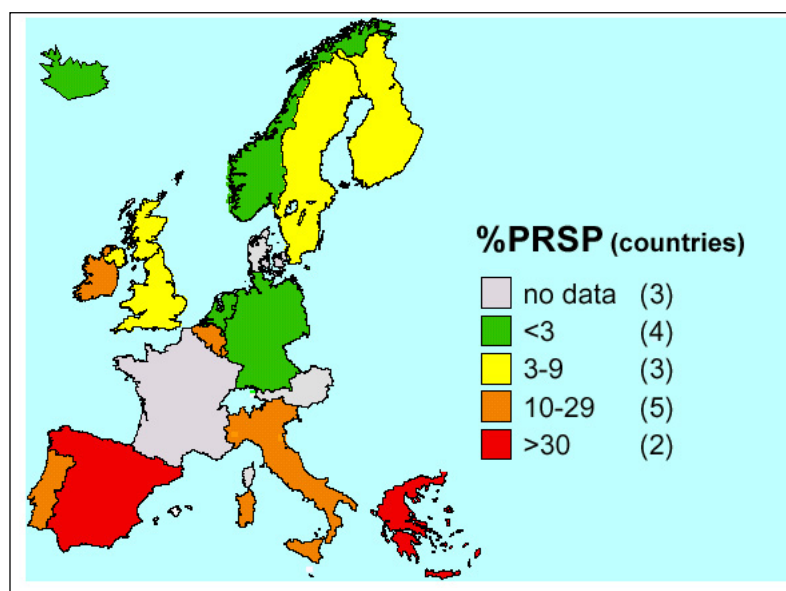 %PRSP (countries)
no data (3)
<3 (4)
3-9 (3)
10-29 (5)
>30 (2)